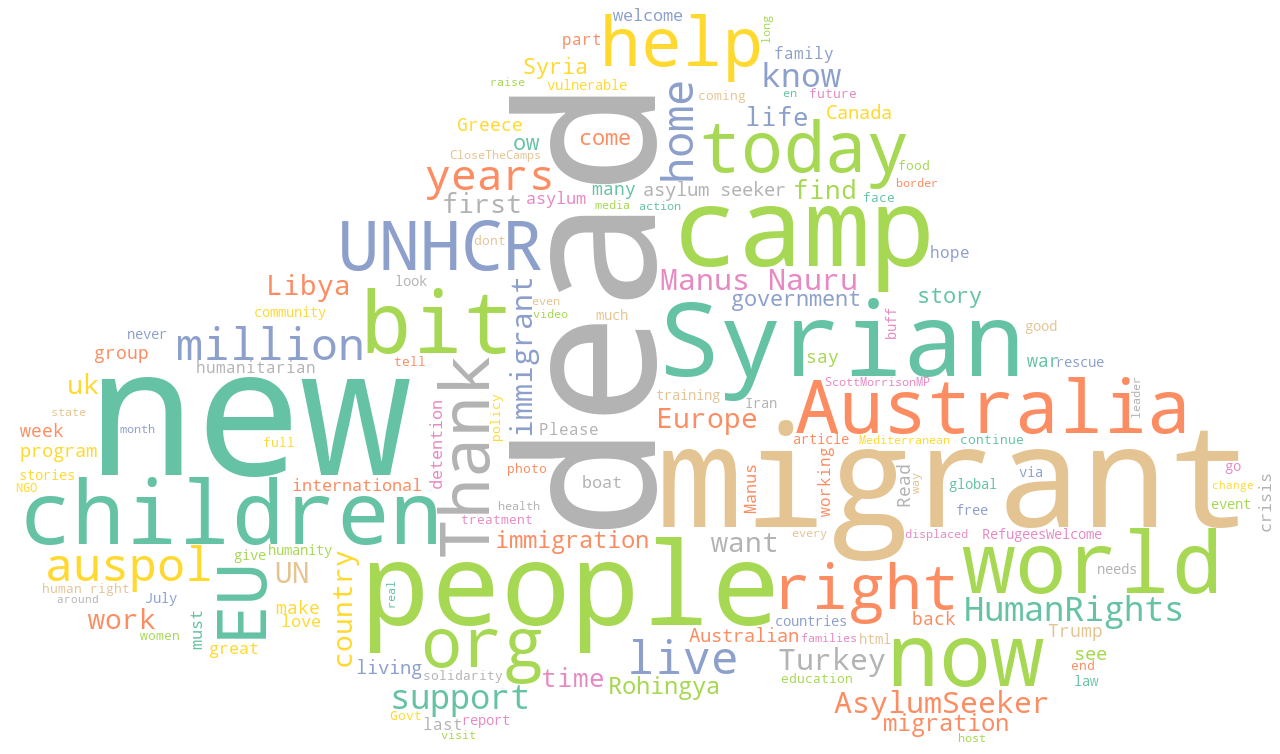 welcome
long
help
part
family
Syria
know
raise
vulnerable
coming
en
future
dead
home
life
Canada
Greece
ow
come
today
CloseTheCamps
years
many
asylum seeker
find
food
border
first
asylum
media
action
face
camp
UNHCR
dont
hope
Manus Nauru
Libya
look
bit
immigrant
even
video
much
government
story
community
Syrian
buff
good
never
million
group
humanitarian
tell
say
war
rescue
uk
new
Thank
policy
training
Iran
ScottMorrisonMP
leader
Australia
state
month
week
program
full
detention
Please
Europe
article
Mediterranean
continue
stories
NGO
international
photo
boat
migrant
Manus
working
Read
way
via
global
free
go
change
event
crisis
children
health
treatment
immigration
every
want
displaced
RefugeesWelcome
auspol
give
humanity
human right
around
July
EU
UN
country
people
real
right
world
needs
work
women
must
make
love
great
org
countries
HumanRights
back
Australian
families
html
now
Trump
see
living
solidarity
time
live
Rohingya
Turkey
education
end
law
support
Govt
last
report
visit
AsylumSeeker
migration
host